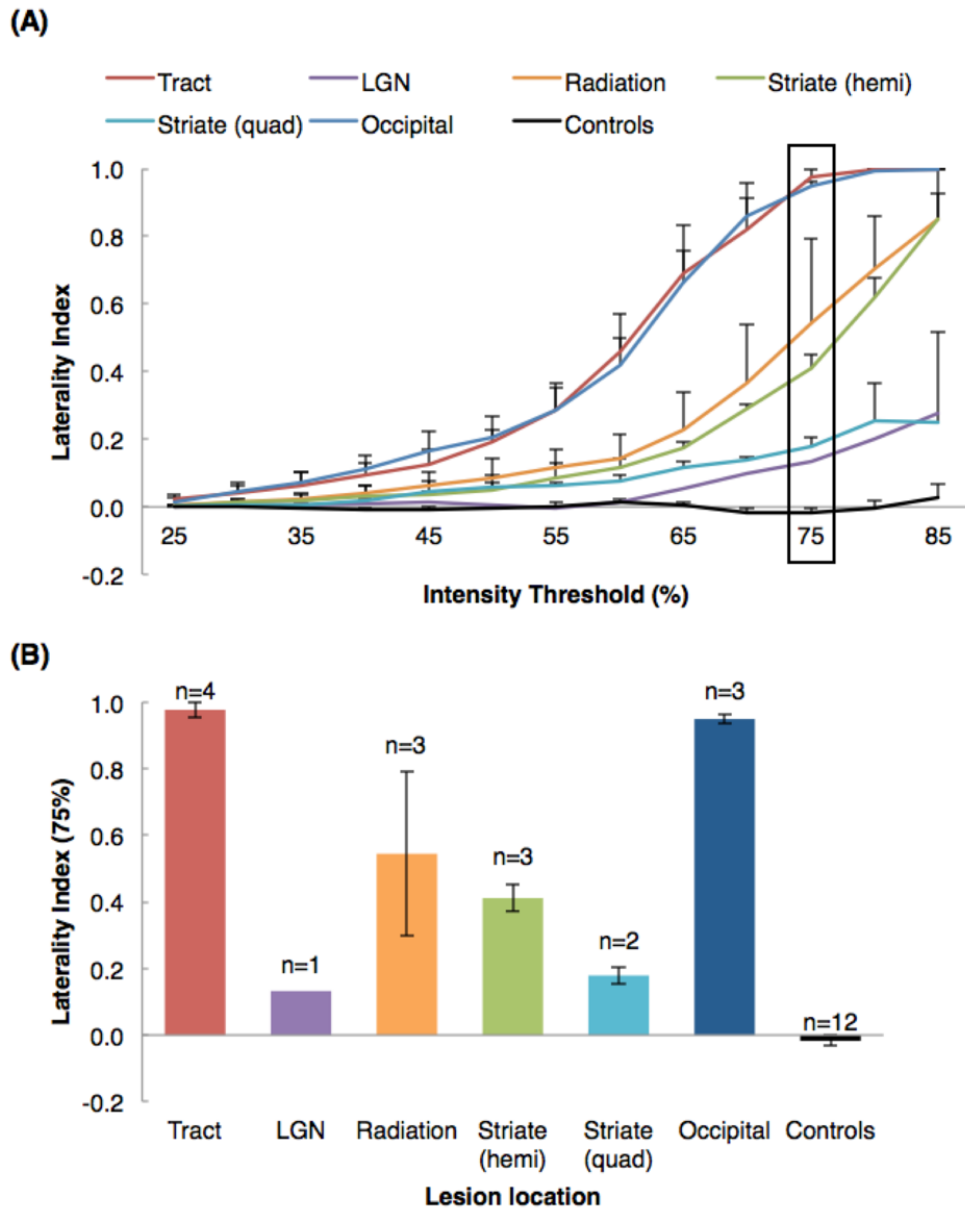 (A)
Tract LGN Radiation Striate (hemi)
Striate (quad) Occipital Controls
1.0
0.8
0.6
0.4
0.2
0.0
-0.2
Laterality Index
25 35 45 55 65 75 85
Intensity Threshold (%)
(B)
1.0
0.8
0.6
0.4
0.2
0.0
-0.2
Laterality Index (75%)
n=4
n=1
n=3
n=3
n=2
n=3
n=12
Tract LGN Radiation Striate Striate Occipital Controls
(hemi) (quad)
Lesion location